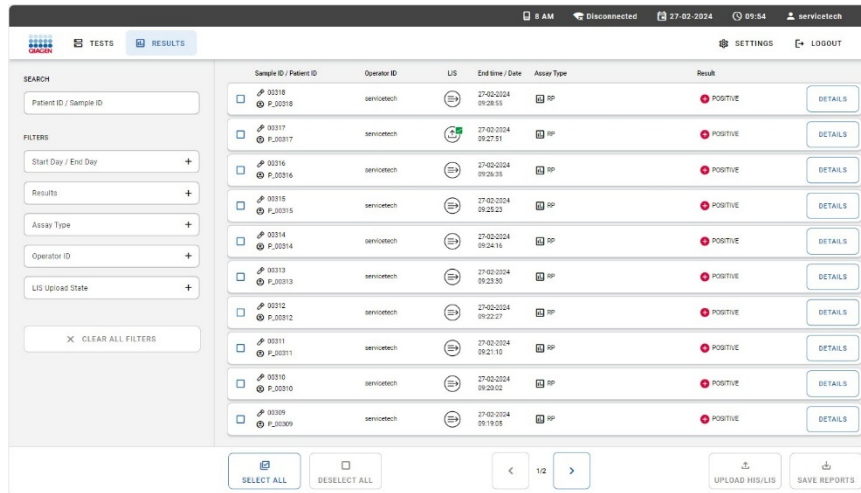 8 AM Disconnected 27-02-2024 09:54 servicetech
QIAGEN TESTS RESULTS SETTINGS LOGOUT
SEARCH
Patient ID / Sample ID
FILTERS
Start Day / End Day +
Results +
Assay Type +
Operator ID +
LIS Upload State +
CLEAR ALL FILTERS
Sample ID / Patient ID Operator ID LIS End time / Date Assay Type Result
00318 27-02-2024
P_00318 servicetech 09:28:55 RP POSITIVE DETAILS
00317 27-02-2024
P_00317 servicetech 09:27:51 RP POSITIVE DETAILS
00316 27-02-2024
P_00316 servicetech 09:26:35 RP POSITIVE DETAILS
00315 27-02-2024
P_00315 servicetech 09:25:23 RP POSITIVE DETAILS
00314 27-02-2024
P_00314 servicetech 09:24:16 RP POSITIVE DETAILS
00313 27-02-2024
P_00313 servicetech 09:23:30 RP POSITIVE DETAILS
00312 27-02-2024
P_00312 servicetech 09:22:27 RP POSITIVE DETAILS
00311 27-02-2024
P_00311 servicetech 09:21:10 RP POSITIVE DETAILS
00310 27-02-2024
P_00310 servicetech 09:20:02 RP POSITIVE DETAILS
00309 27-02-2024
P_00309 servicetech 09:19:05 RP POSITIVE DETAILS
SELECT ALL DESELECT ALL < 1/2 > UPLOAD HIS/LIS SAVE REPORTS